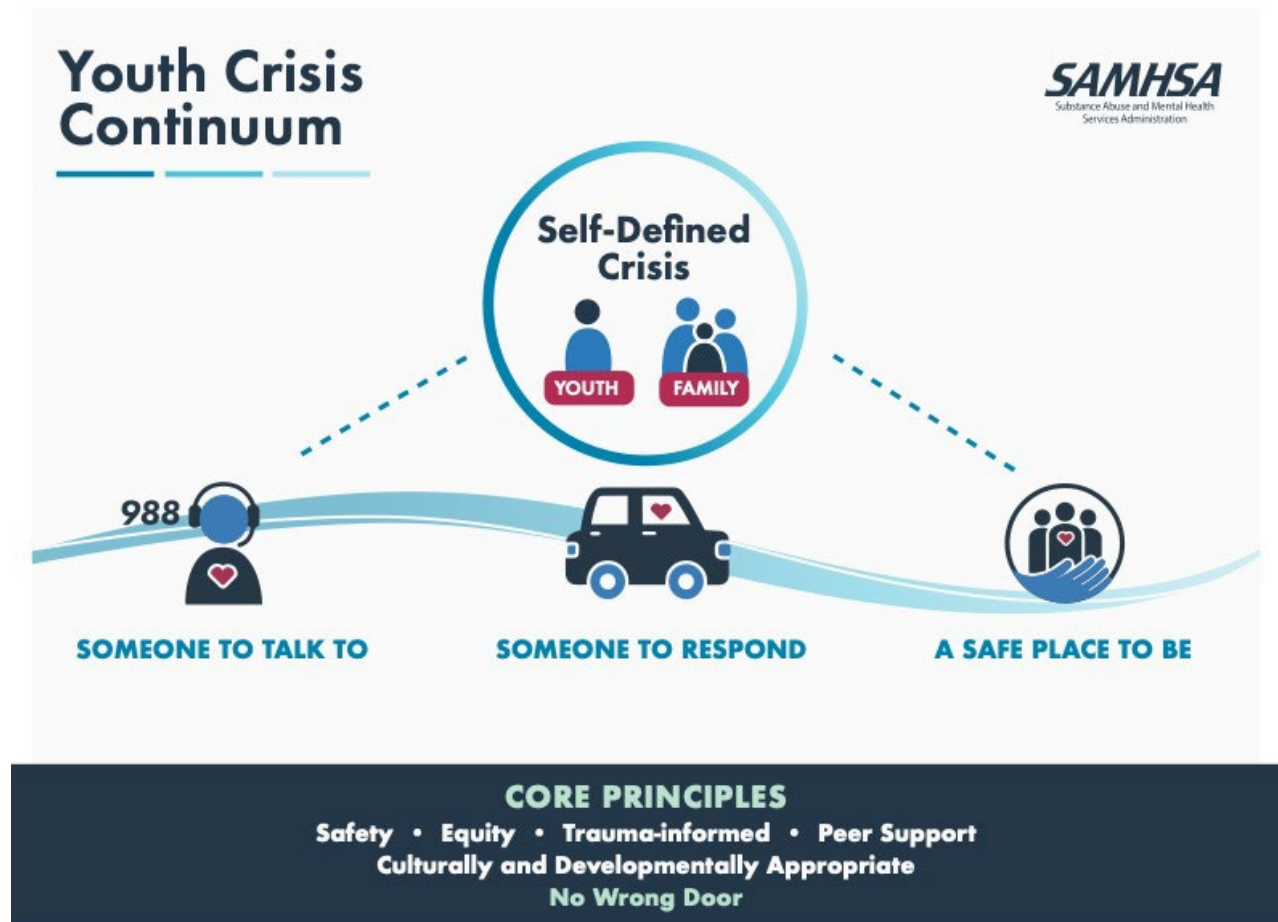 Youth Crisis
Continuum
SAMHSA
Substance Abuse and Mental Health
Services Administration
Self-Defined
Crisis
YOUTH
FAMILY
988
SOMEONE TO TALK TO
SOMEONE TO RESPOND
A SAFE PLACE TO BE
CORE PRINCIPLES
Safety • Equity • Trauma-informed • Peer Support
Culturally and Developmentally Appropriate
No Wrong Door